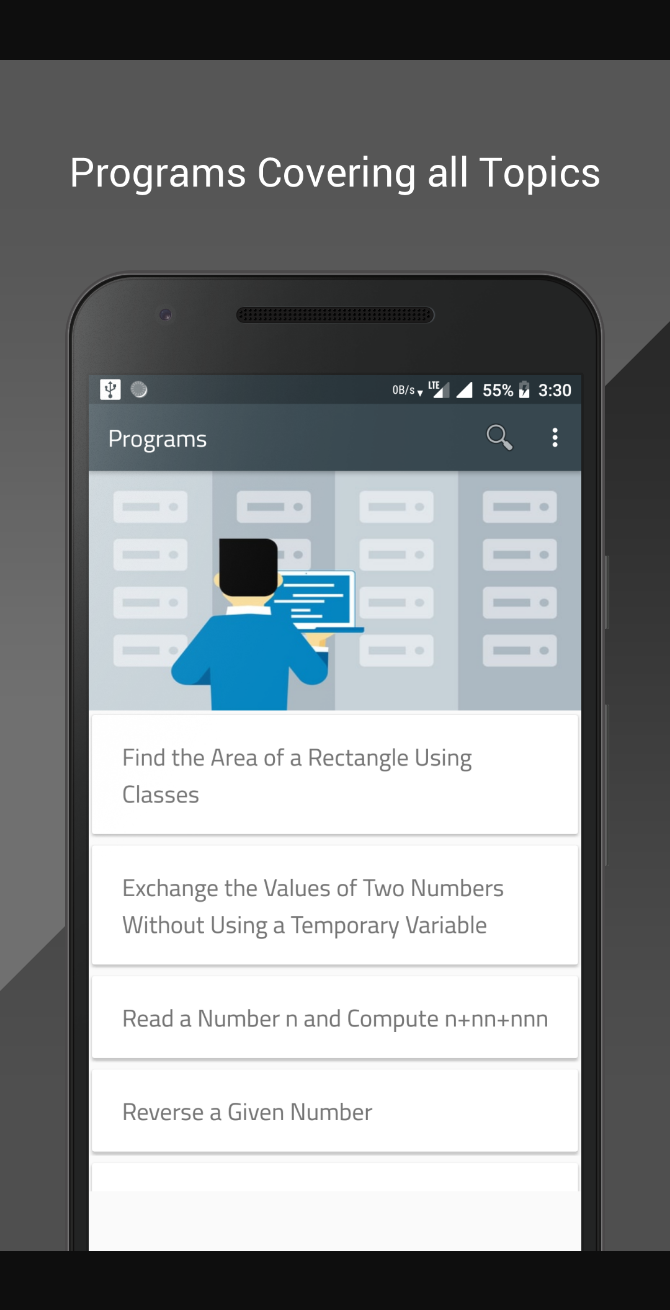 Programs Covering all Topics
0B/s LTE 55% 3:30
Programs
Find the Area of a Rectangle Using
Classes
Exchange the Values of Two Numbers
Without Using a Temporary Variable
Read a Number n and Compute n+nn+nnn
Reverse a Given Number